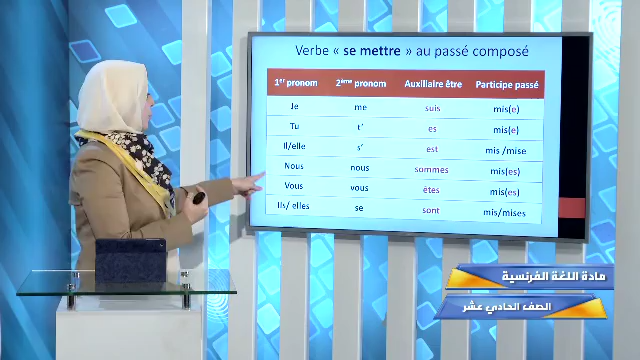 Verbe « se mettre » au passé composé
1er pronom 2ème pronom Auxiliaire être Participe passé
Je me suis mis(e)
Tu t' es mis(e)
Il/elle s' est mis /mise
Nous nous sommes mis(es)
Vous vous êtes mis(es)
Ils/ elles se sont mis/mises
مادة اللغة الفرنسية
الصف الحادي عشر